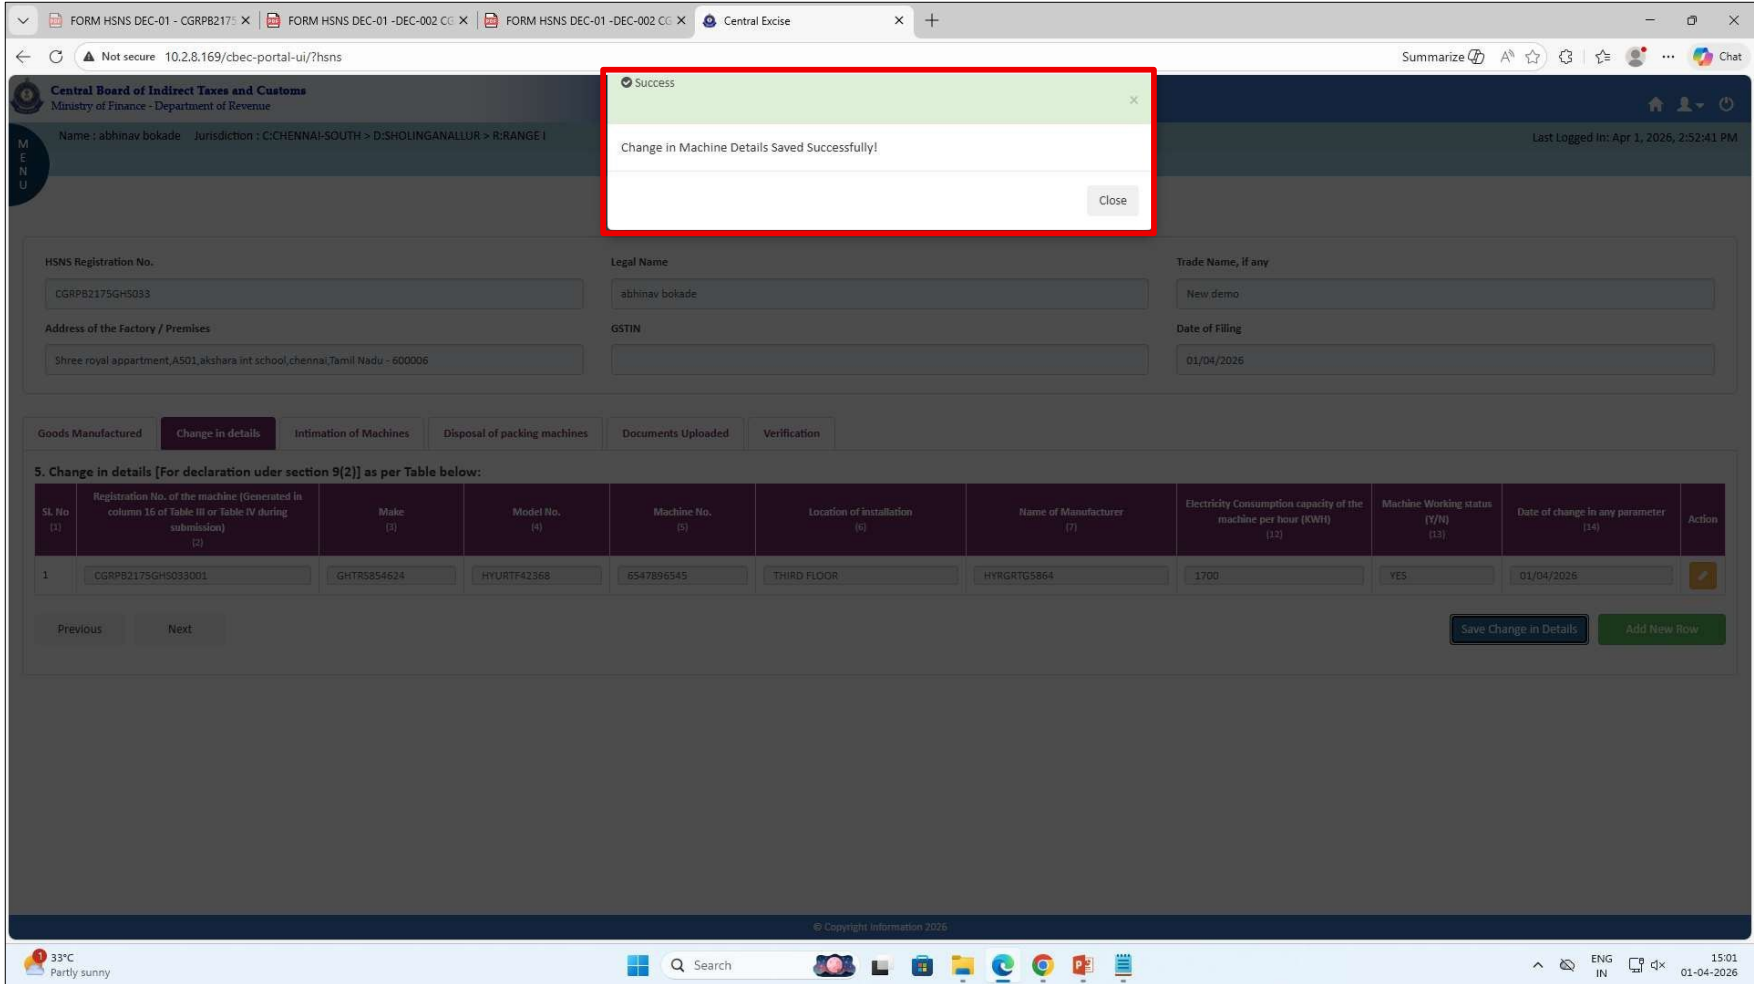 FORM HSNS DEC-01 - CGRPB2175
FORM HSNS DEC-01 -DEC-002 CG
FORM HSNS DEC-01 -DEC-002 CG
Central Excise
Not secure 10.2.8.169/cbec-portal-ui/?hsns
Summarize
Chat
Central Board of Indirect Taxes and Customs
Ministry of Finance - Department of Revenue
MENU
Name : abhinav bokade Jurisdiction : C:CHENNAI-SOUTH > D:SHOLINGANALLUR > R:RANGE I
Last Logged In: Apr 1, 2026, 2:52:41 PM
Success
×
Change in Machine Details Saved Successfully!
Close
HSNS Registration No.
Legal Name
Trade Name, if any
CGRPB2175GHS033
abhinav bokade
New demo
Address of the Factory / Premises
GSTIN
Date of Filing
Shree royal appartment,A501,akshara int school,chennai,Tamil Nadu - 600006
01/04/2026
Goods Manufactured
Change in details
Intimation of Machines
Disposal of packing machines
Documents Uploaded
Verification
5. Change in details [For declaration uder section 9(2)] as per Table below:
Sl. No (1)
Registration No. of the machine (Generated in column 16 of Table III or Table IV during submission) (2)
Make (3)
Model No. (4)
Machine No. (5)
Location of installation (6)
Name of Manufacturer (7)
Electricity Consumption capacity of the machine per hour (KWH) (12)
Machine Working status (Y/N) (13)
Date of change in any parameter (14)
Action
1 CGRPB2175GHS033001 GHTR5854624 HYURTF42368 6547896545 THIRD FLOOR HYRGRTG5864 1700 YES 01/04/2026
Previous
Next
Save Change in Details
Add New Row
© Copyright Information 2026
1
33°C
Partly sunny
Search
ENG
IN
15:01
01-04-2026